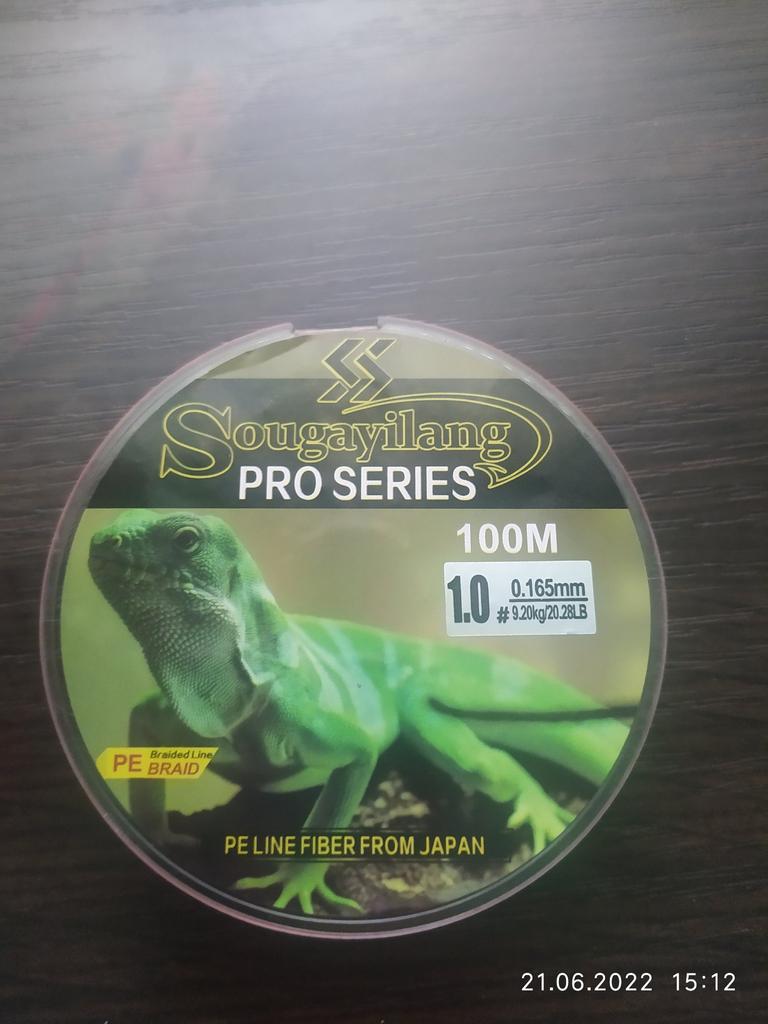 Sougayilang
PRO SERIES
100M
1.0 # 0.165mm
9.20kg/20.28LB
PE Braided Line
BRAID
PE LINE FIBER FROM JAPAN
21.06.2022 15:12